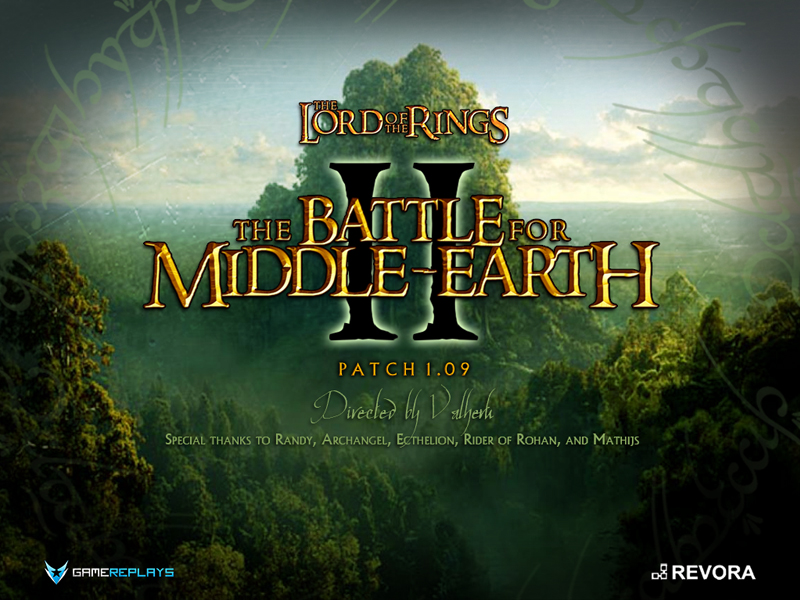 THE LORD OF THE RINGS
II
THE BATTLE FOR
MIDDLE-EARTH
PATCH 1.09
Directed by Valheru
SPECIAL THANKS TO RANDY, ARCHANGEL, ECTHELION, RIDER OF ROHAN, AND MATHIJS
GAMEREPLAYS
REVORA